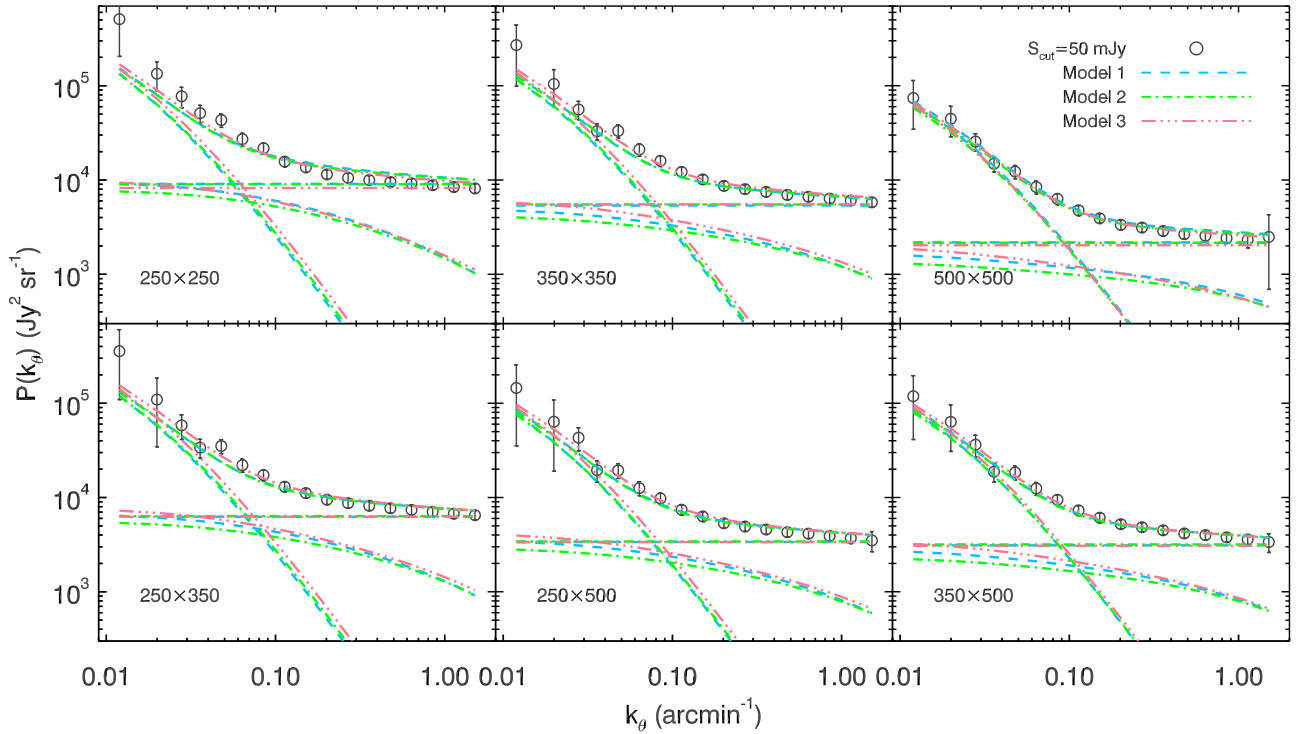 S_cut=50 mJy
Model 1
Model 2
Model 3
10^5
10^4
10^3
250×250
350×350
500×500
P(k_θ) (Jy^2 sr^-1)
10^5
10^4
10^3
250×350
250×500
350×500
0.01 0.10 1.00 0.01 0.10 1.00 0.01 0.10 1.00
k_θ (arcmin^-1)